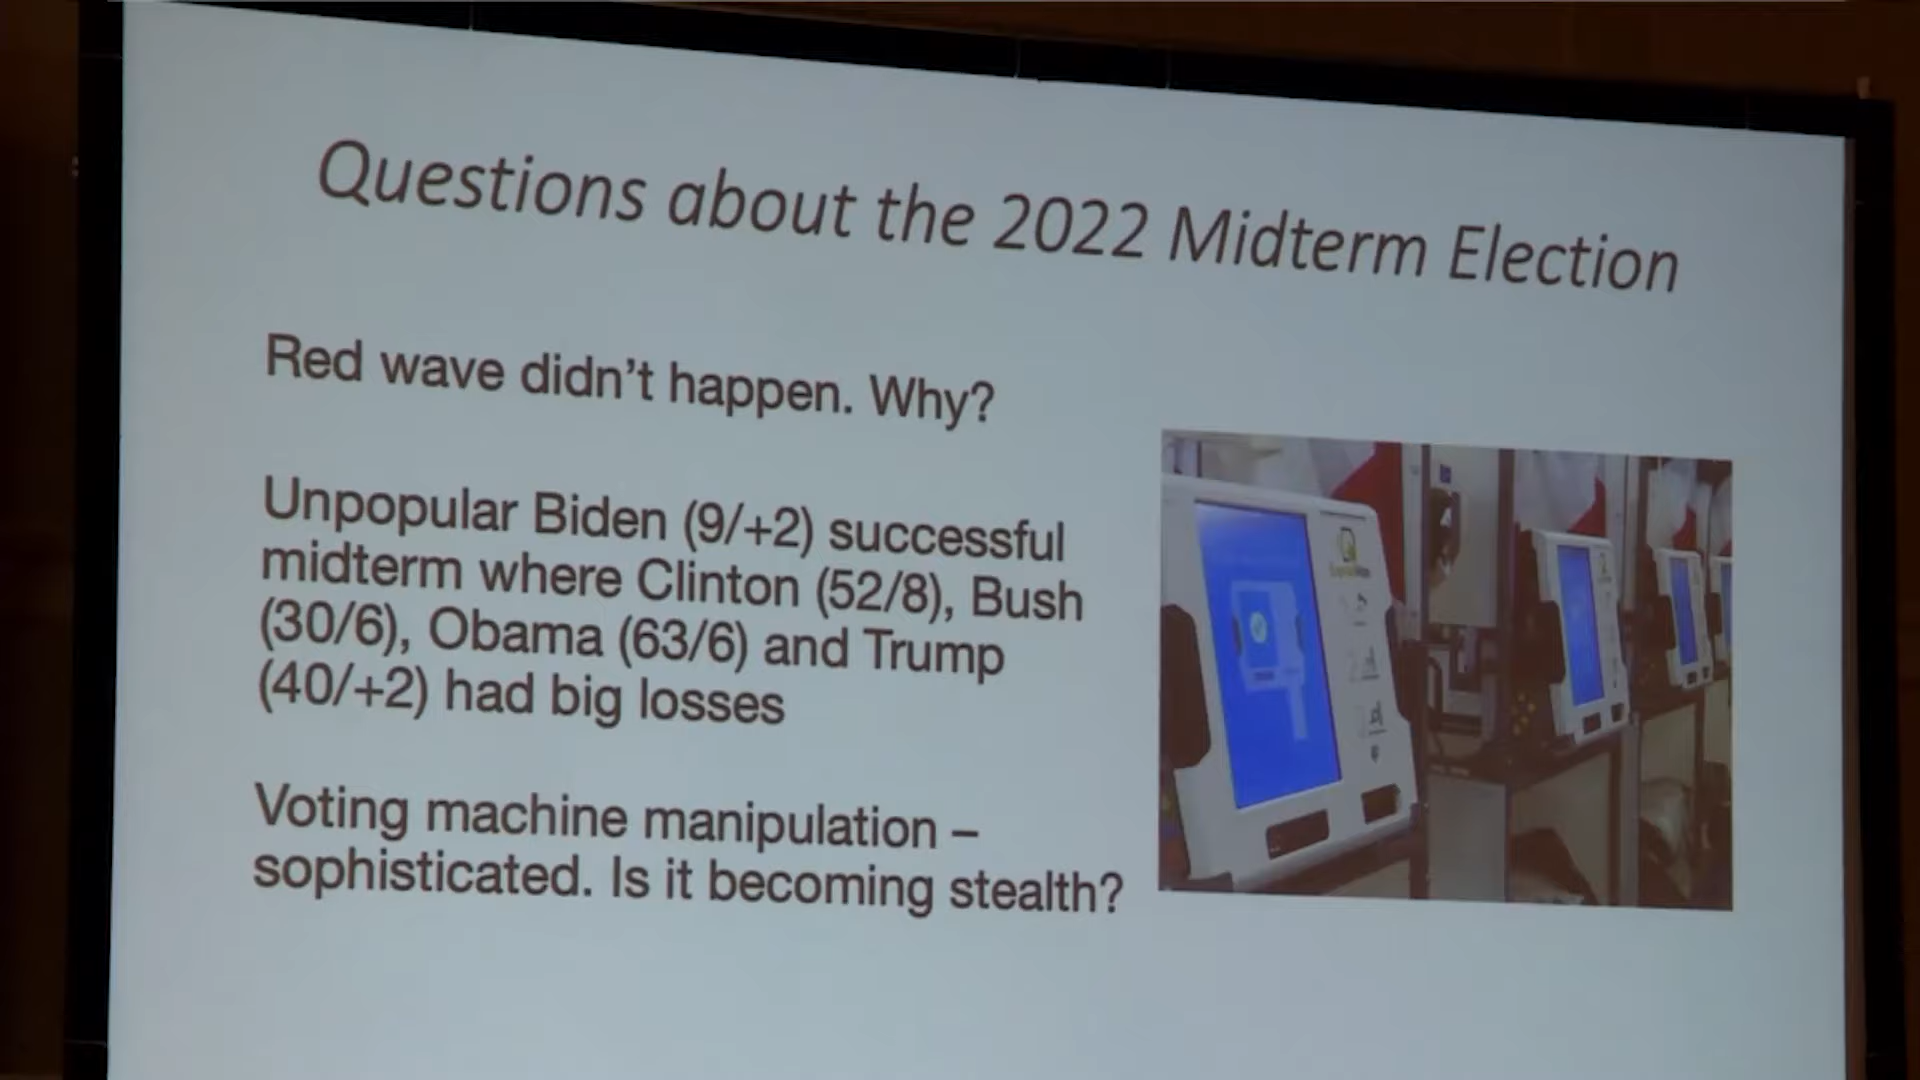 Questions about the 2022 Midterm Election
Red wave didn't happen. Why?
Unpopular Biden (9/+2) successful
midterm where Clinton (52/8), Bush
(30/6), Obama (63/6) and Trump
(40/+2) had big losses
Voting machine manipulation –
sophisticated. Is it becoming stealth?